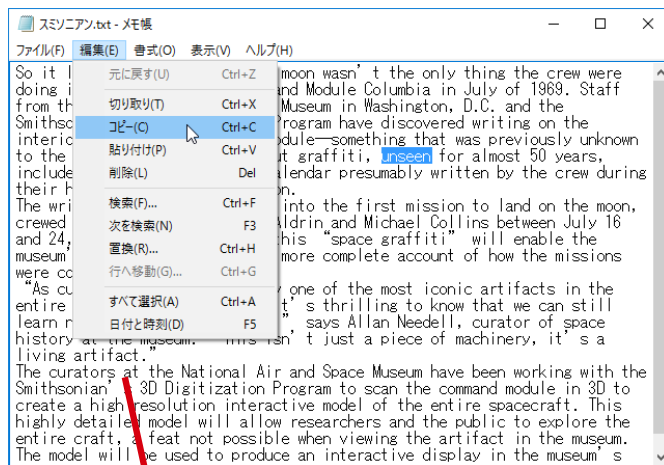 スミソニアン.txt - メモ帳
ファイル(F) 編集(E) 書式(O) 表示(V) ヘルプ(H)
元に戻す(U) Ctrl+Z
切り取り(T) Ctrl+X
コピー(C) Ctrl+C
貼り付け(P) Ctrl+V
削除(L) Del
検索(F)... Ctrl+F
次を検索(N) F3
置換(R)... Ctrl+H
行へ移動(G)... Ctrl+G
すべて選択(A) Ctrl+A
日付と時刻(D) F5
So it moon wasn't the only thing the crew were
doing i nd Module Columbia in July of 1969. Staff
from th Museum in Washington, D.C. and the
Smithso Program have discovered writing on the
interio dule—something that was previously unknown
to the t graffiti, unseen for almost 50 years,
include lendar presumably written by the crew during
their h n.
The wri into the first mission to land on the moon,
crewed ldrin and Michael Collins between July 16
and 24, his “space graffiti” will enable the
museum' more complete account of how the missions
were co
“As cu one of the most iconic artifacts in the
entire t's thrilling to know that we can still
learn says Allan Needell, curator of space
history at the museum. “This isn't just a piece of machinery, it's a
living artifact.”
The curators at the National Air and Space Museum have been working with the
Smithsonian's 3D Digitization Program to scan the command module in 3D to
create a high resolution interactive model of the entire spacecraft. This
highly detailed model will allow researchers and the public to explore the
entire craft, a feat not possible when viewing the artifact in the museum.
The model will be used to produce an interactive display in the museum's